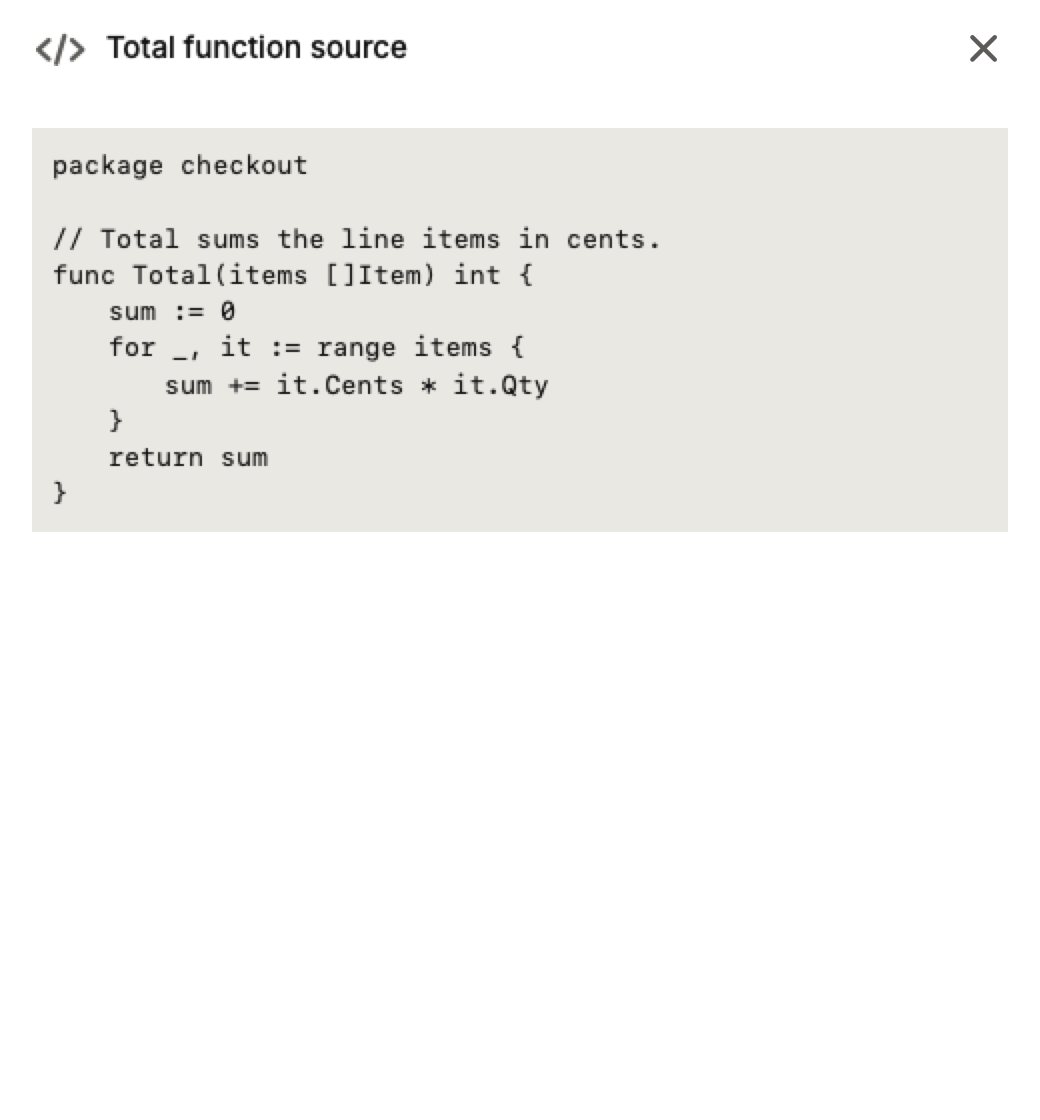 </> Total function source
package checkout

// Total sums the line items in cents.
func Total(items []Item) int {
    sum := 0
    for _, it := range items {
        sum += it.Cents * it.Qty
    }
    return sum
}